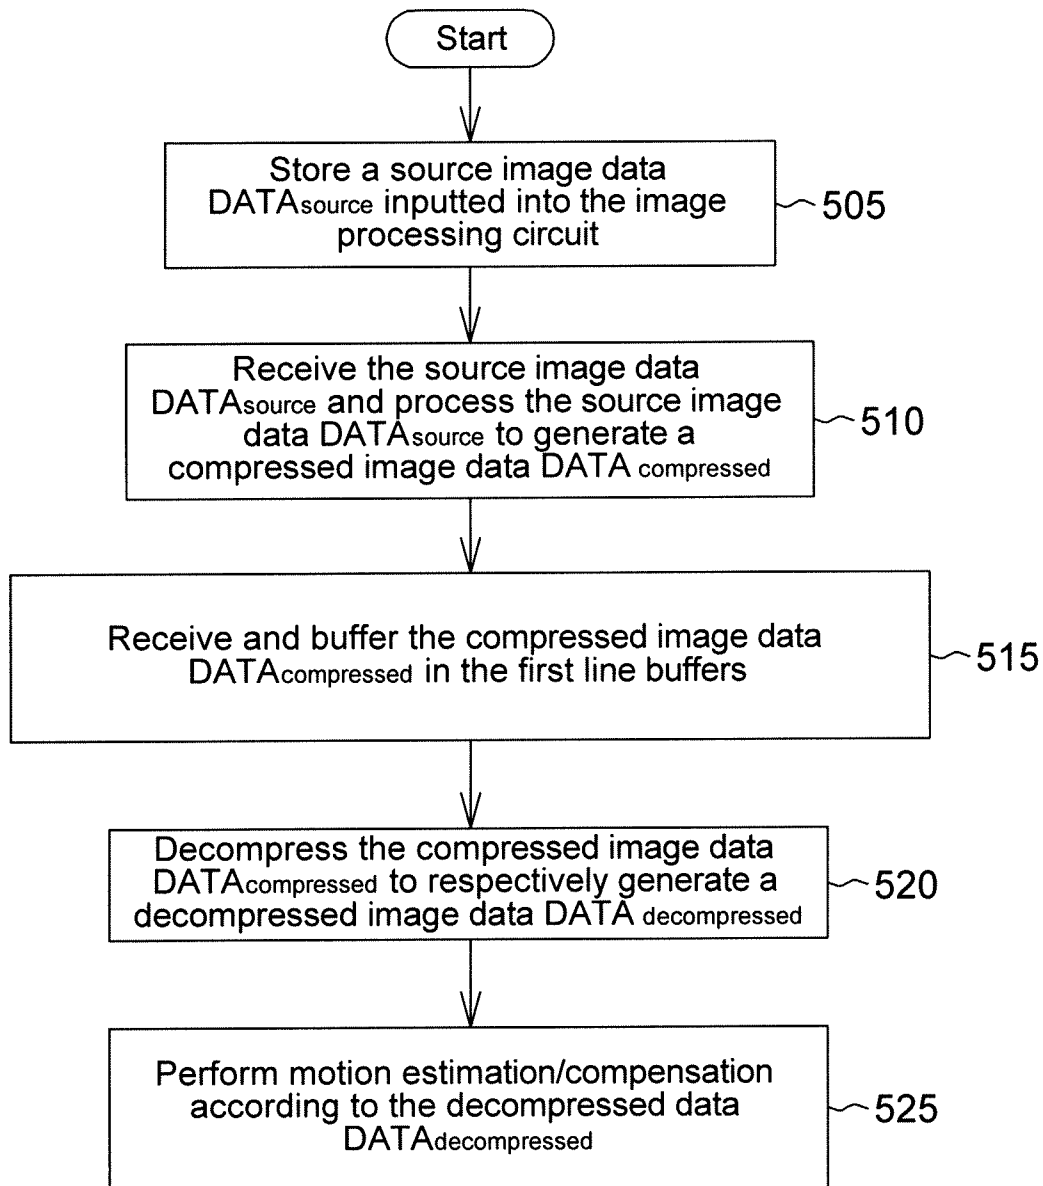 Start
Store a source image data
DATAsource inputted into the image
processing circuit
505
Receive the source image data
DATAsource and process the source image
data DATAsource to generate a
compressed image data DATA compressed
510
Receive and buffer the compressed image data
DATAcompressed in the first line buffers
515
Decompress the compressed image data
DATAcompressed to respectively generate a
decompressed image data DATA decompressed
520
Perform motion estimation/compensation
according to the decompressed data
DATAdecompressed
525